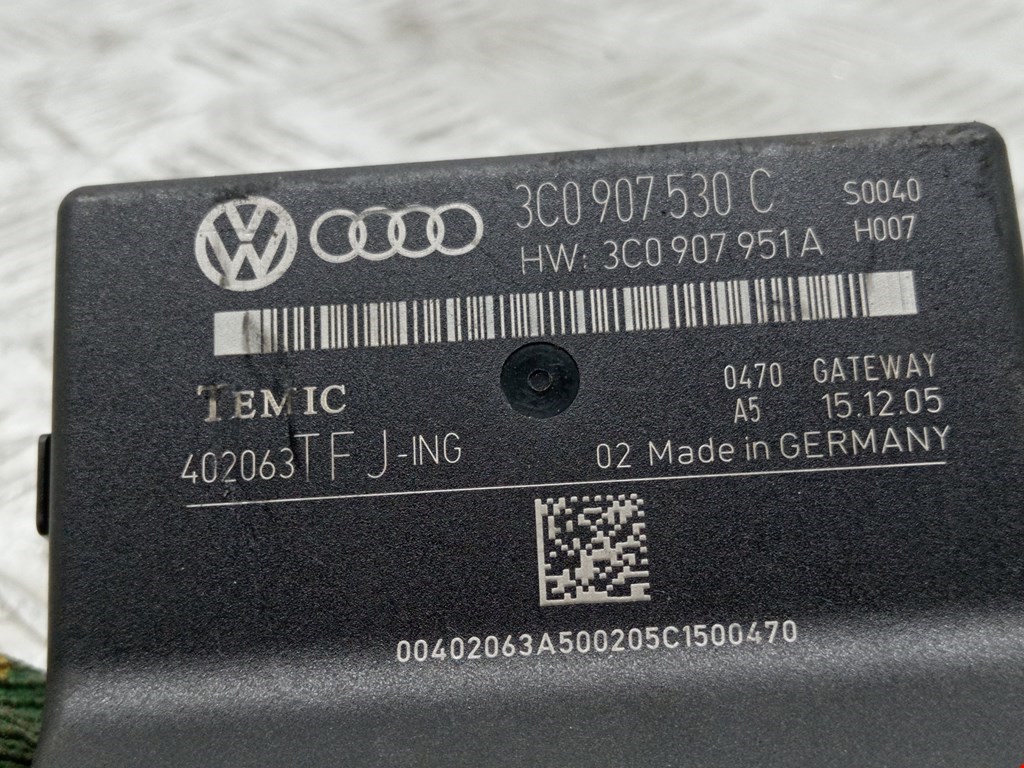 3C0 907 530 C S0040
HW: 3C0 907 951 A H007
TEMIC 0470 GATEWAY
A5 15.12.05
402063TFJ-ING 02 Made in GERMANY
00402063A500205C1500470